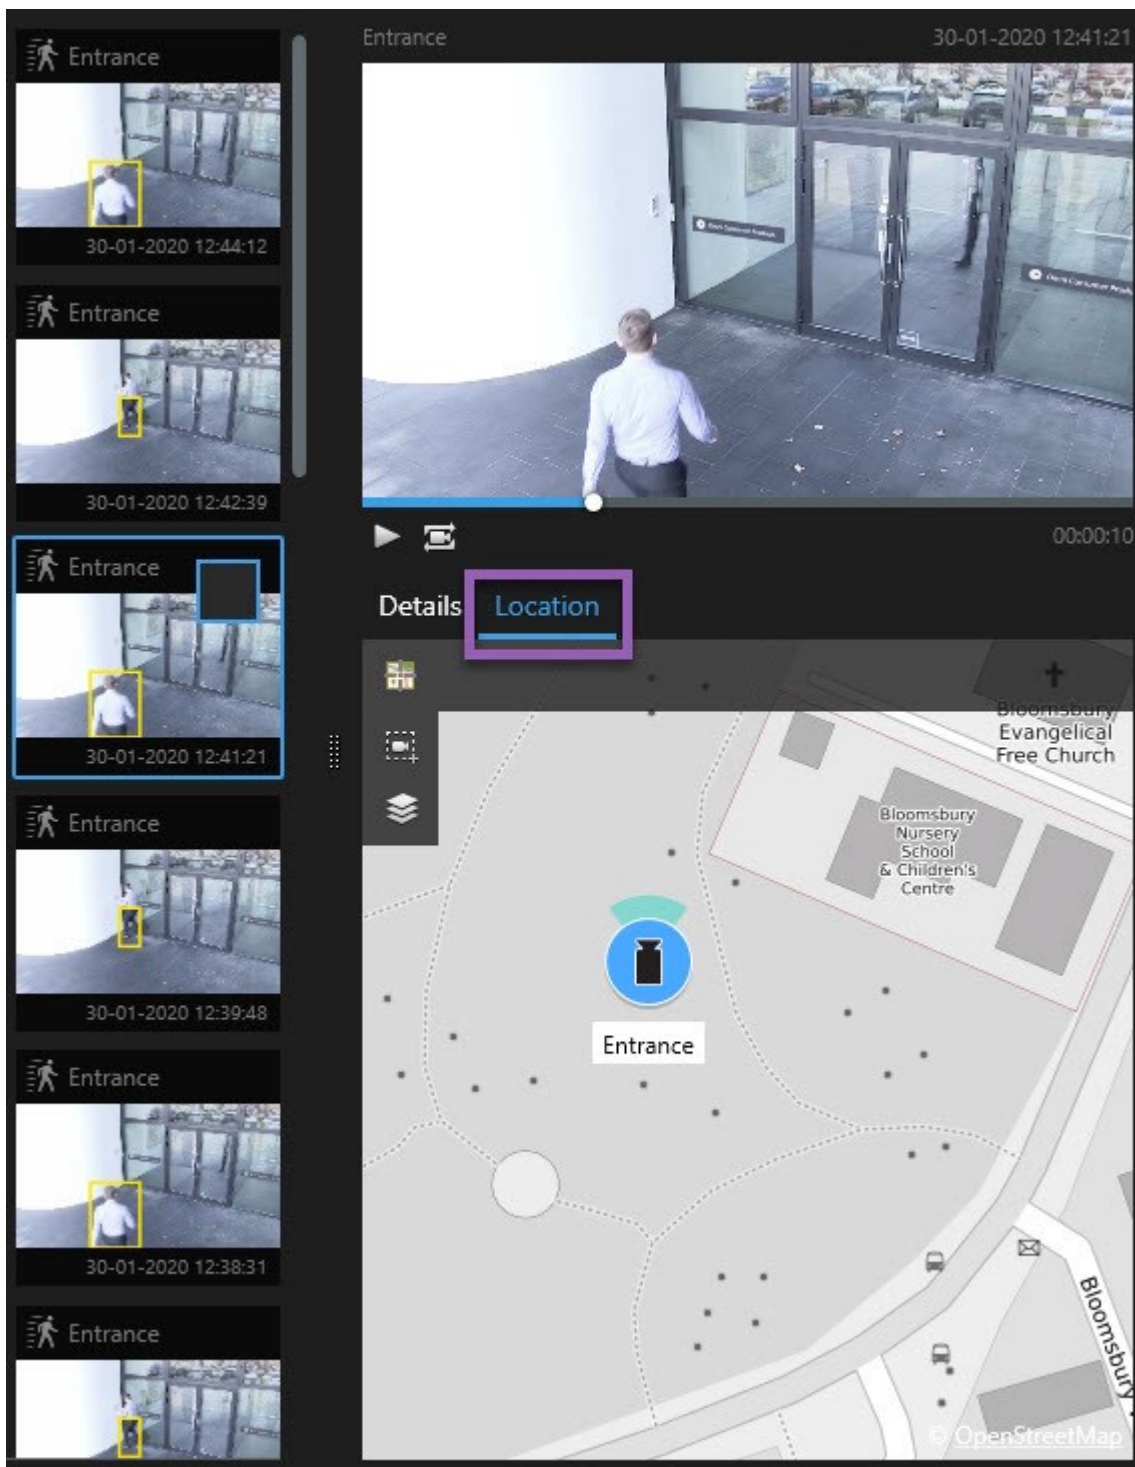 Entrance
30-01-2020 12:44:12
Entrance
30-01-2020 12:42:39
Entrance
30-01-2020 12:41:21
Entrance
30-01-2020 12:39:48
Entrance
30-01-2020 12:38:31
Entrance
Entrance
30-01-2020 12:41:21
00:00:10
Details
Location
Bloomsbury
Evangelical
Free Church
Bloomsbury
Nursery
School
& Children's
Centre
Entrance
Bloomsbury
© OpenStreetMap